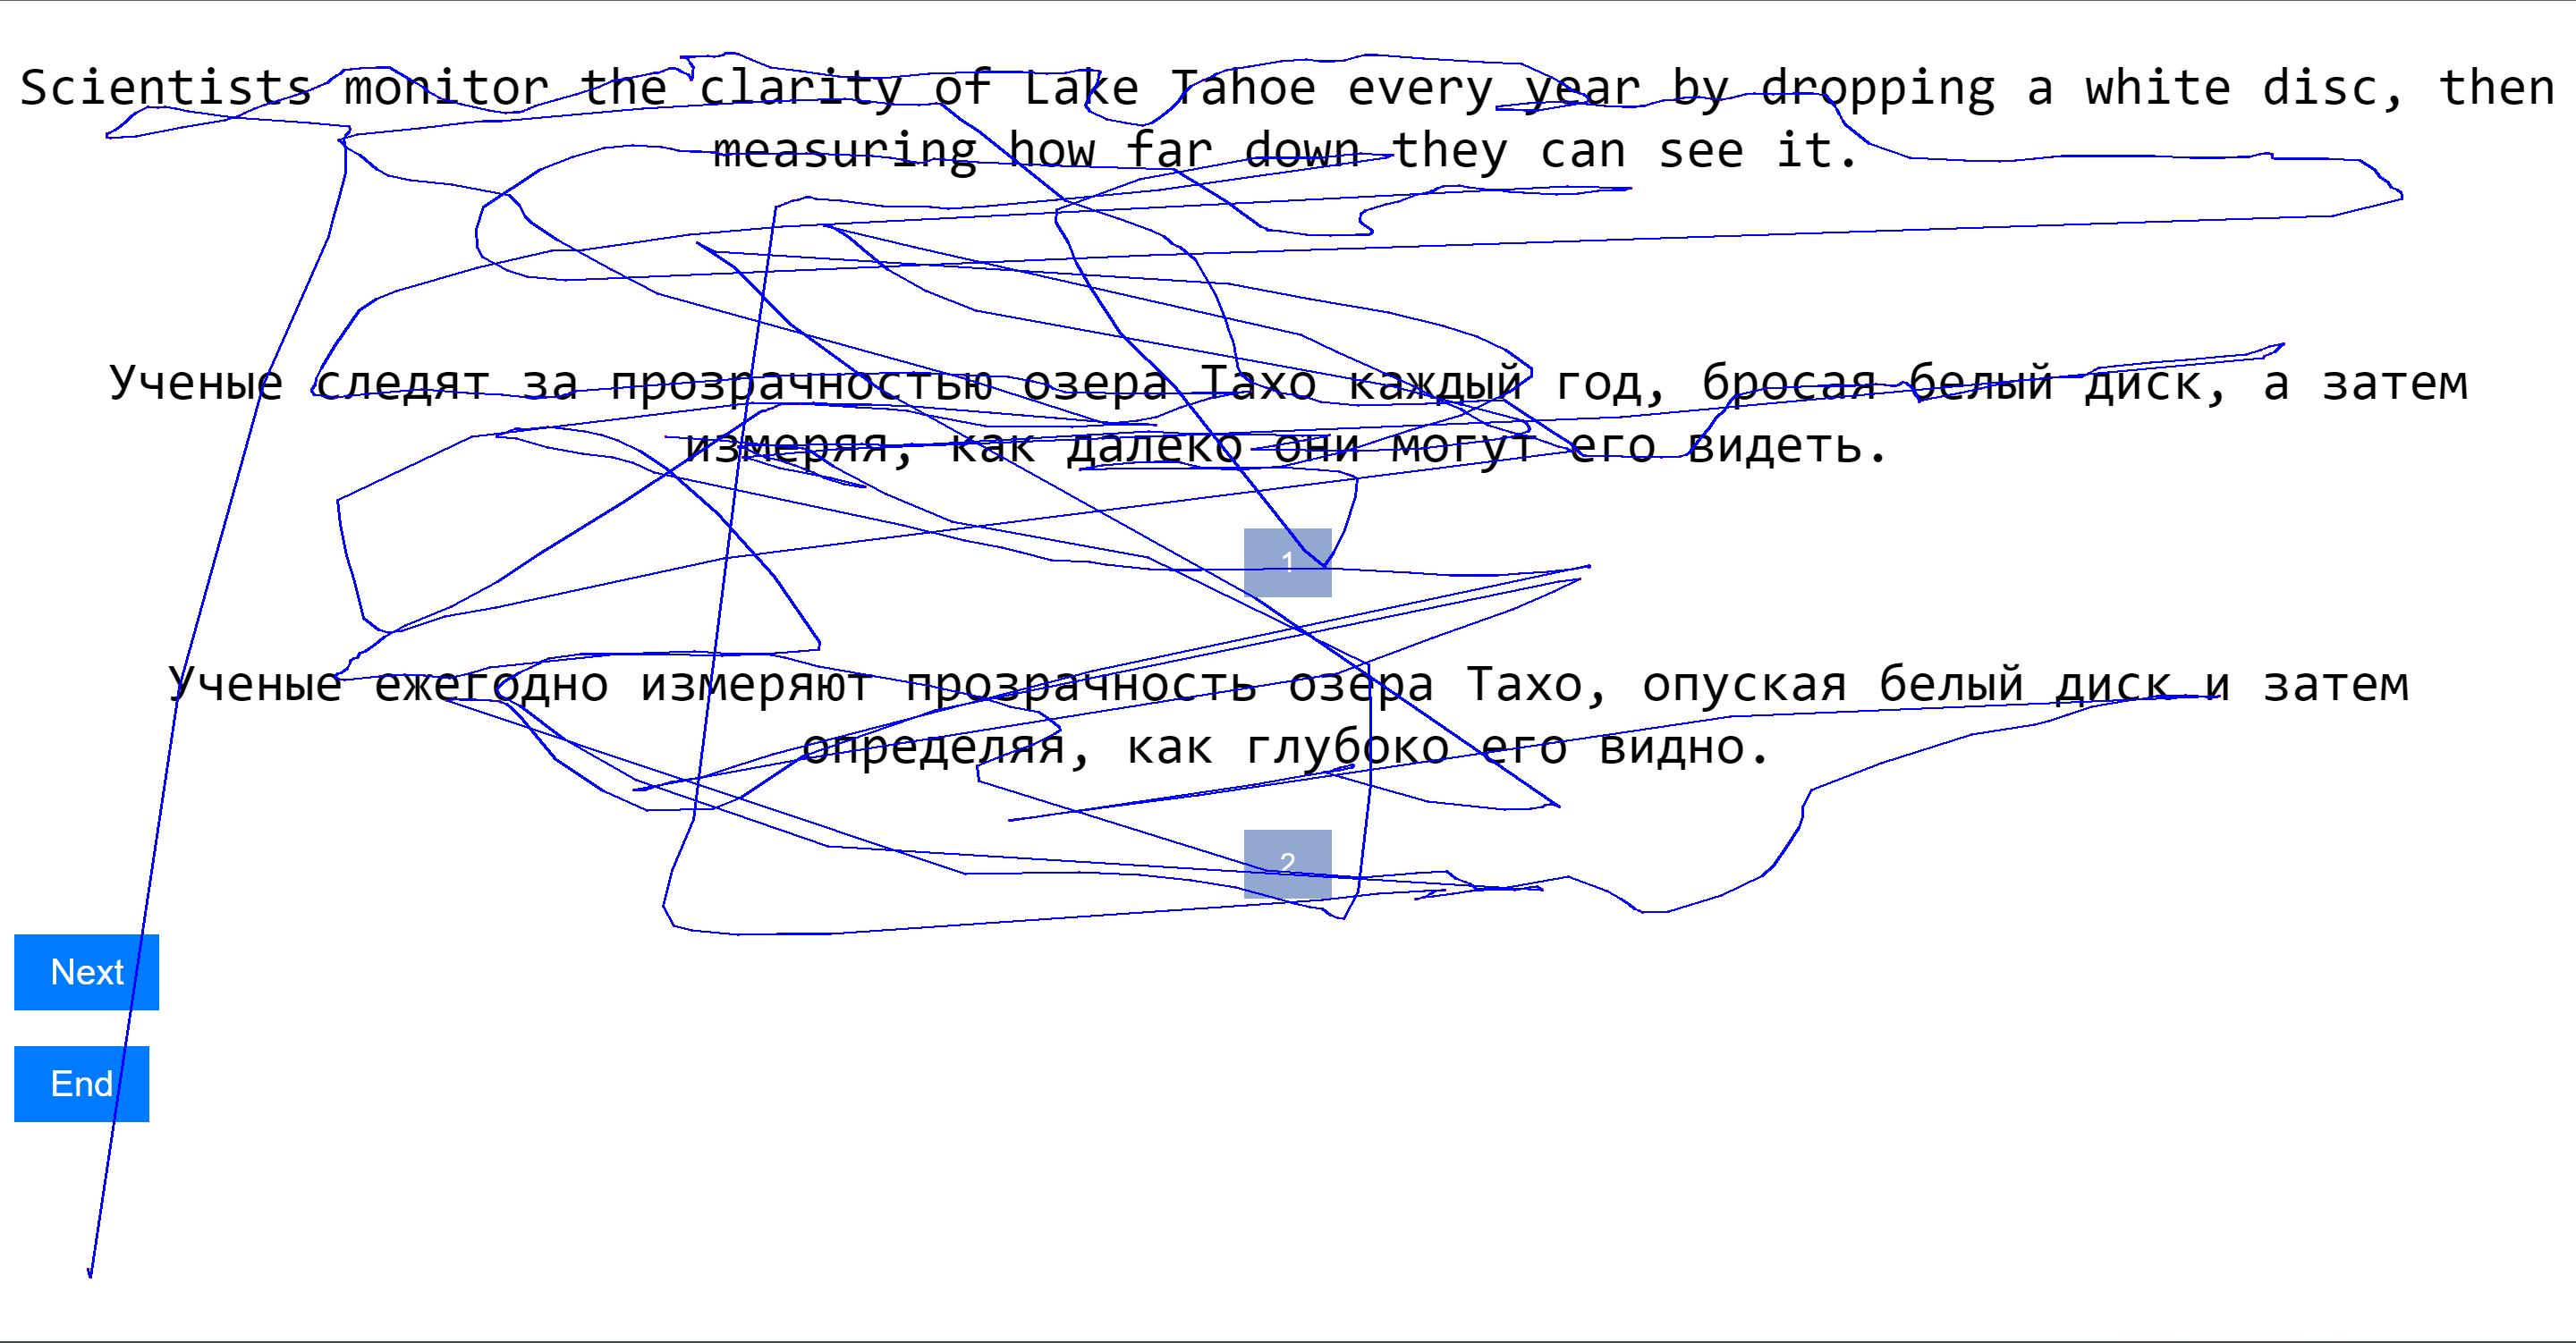 Scientists monitor the clarity of Lake Tahoe every year by dropping a white disc, then
measuring how far down they can see it.
Ученые следят за прозрачностью озера Тахо каждый год, бросая белый диск, а затем
измеряя, как далеко они могут его видеть.
1
Ученые ежегодно измеряют прозрачность озера Тахо, опуская белый диск и затем
определяя, как глубоко его видно.
2
Next
End